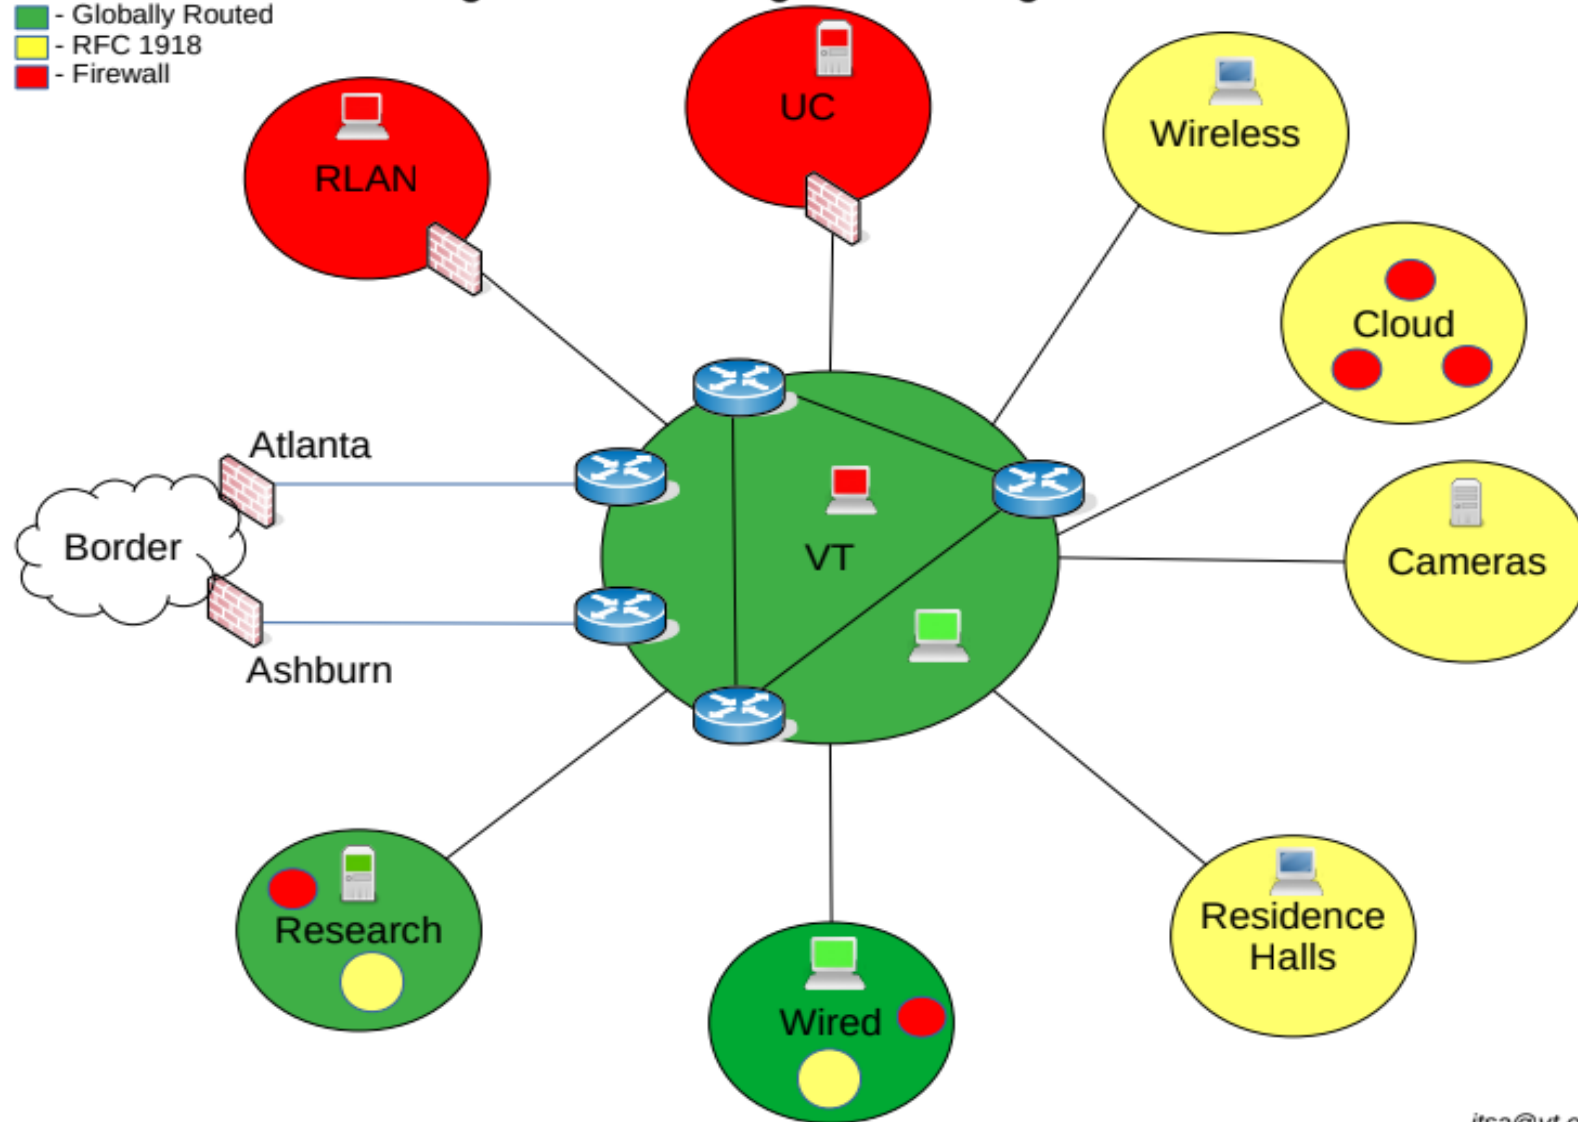 - Globally Routed
- RFC 1918
- Firewall
UC
Wireless
RLAN
Cloud
Atlanta
Border
VT
Cameras
Ashburn
Research
Residence
Halls
Wired